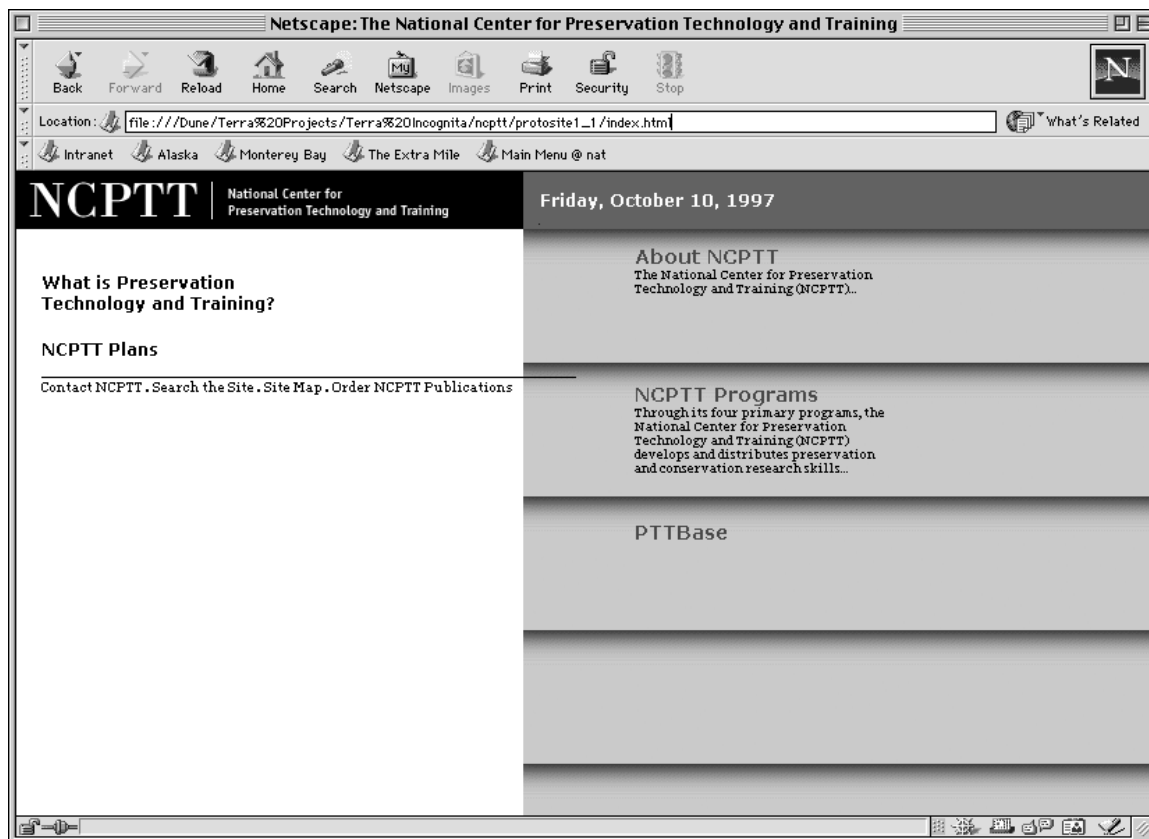 Netscape: The National Center for Preservation Technology and Training
Back Forward Reload Home Search Netscape Images Print Security Stop
My
N
Location: file:///Dune/Terra%20Projects/Terra%20Incognita/ncptt/protosite1_1/index.html What's Related
Intranet Alaska Monterey Bay The Extra Mile Main Menu @ nat
NCPTT
National Center for
Preservation Technology and Training
Friday, October 10, 1997
What is Preservation
Technology and Training?
NCPTT Plans
Contact NCPTT . Search the Site . Site Map . Order NCPTT Publications
About NCPTT
The National Center for Preservation
Technology and Training (NCPTT)...
NCPTT Programs
Through its four primary programs, the
National Center for Preservation
Technology and Training (NCPTT)
develops and distributes preservation
and conservation research skills...
PTTBase